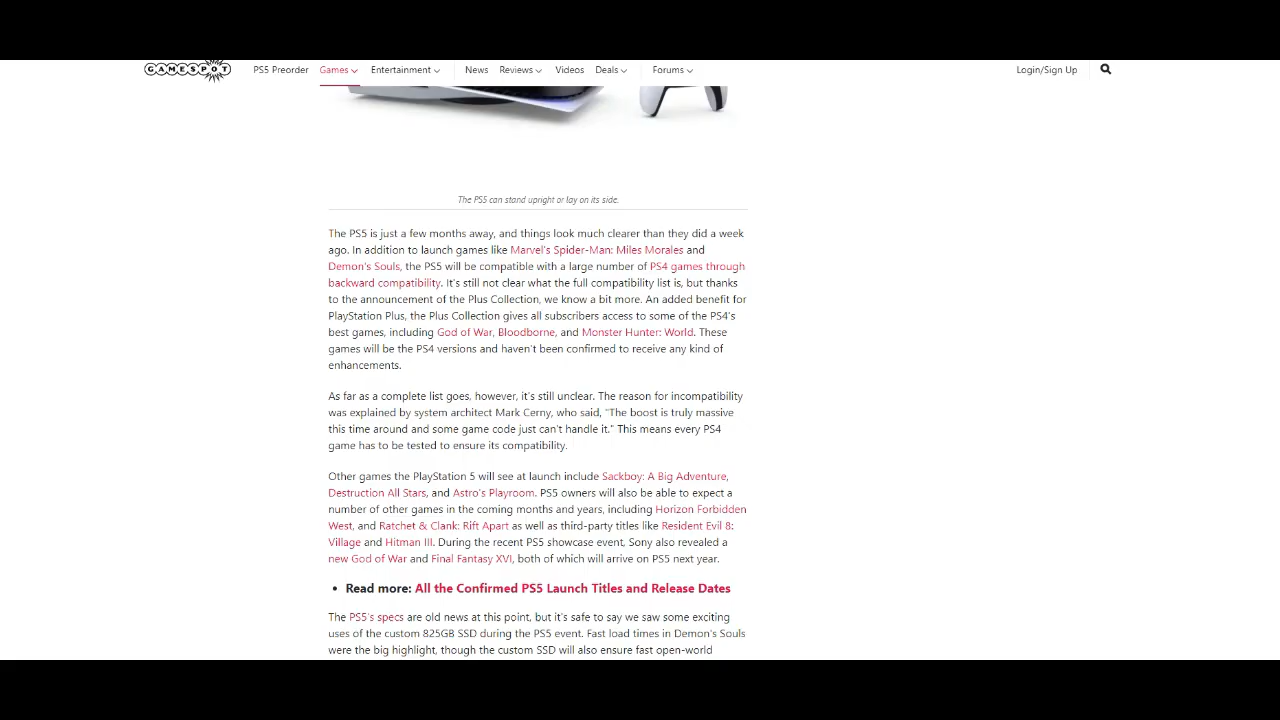 GAMESPOT PS5 Preorder Games Entertainment News Reviews Videos Deals Forums Login/Sign Up
The PS5 can stand upright or lay on its side.
The PS5 is just a few months away, and things look much clearer than they did a week
ago. In addition to launch games like Marvel's Spider-Man: Miles Morales and
Demon's Souls, the PS5 will be compatible with a large number of PS4 games through
backward compatibility. It's still not clear what the full compatibility list is, but thanks
to the announcement of the Plus Collection, we know a bit more. An added benefit for
PlayStation Plus, the Plus Collection gives all subscribers access to some of the PS4's
best games, including God of War, Bloodborne, and Monster Hunter: World. These
games will be the PS4 versions and haven't been confirmed to receive any kind of
enhancements.
As far as a complete list goes, however, it's still unclear. The reason for incompatibility
was explained by system architect Mark Cerny, who said, "The boost is truly massive
this time around and some game code just can't handle it." This means every PS4
game has to be tested to ensure its compatibility.
Other games the PlayStation 5 will see at launch include Sackboy: A Big Adventure,
Destruction All Stars, and Astro's Playroom. PS5 owners will also be able to expect a
number of other games in the coming months and years, including Horizon Forbidden
West, and Ratchet & Clank: Rift Apart as well as third-party titles like Resident Evil 8:
Village and Hitman III. During the recent PS5 showcase event, Sony also revealed a
new God of War and Final Fantasy XVI, both of which will arrive on PS5 next year.
• Read more: All the Confirmed PS5 Launch Titles and Release Dates
The PS5's specs are old news at this point, but it's safe to say we saw some exciting
uses of the custom 825GB SSD during the PS5 event. Fast load times in Demon's Souls
were the big highlight, though the custom SSD will also ensure fast open-world